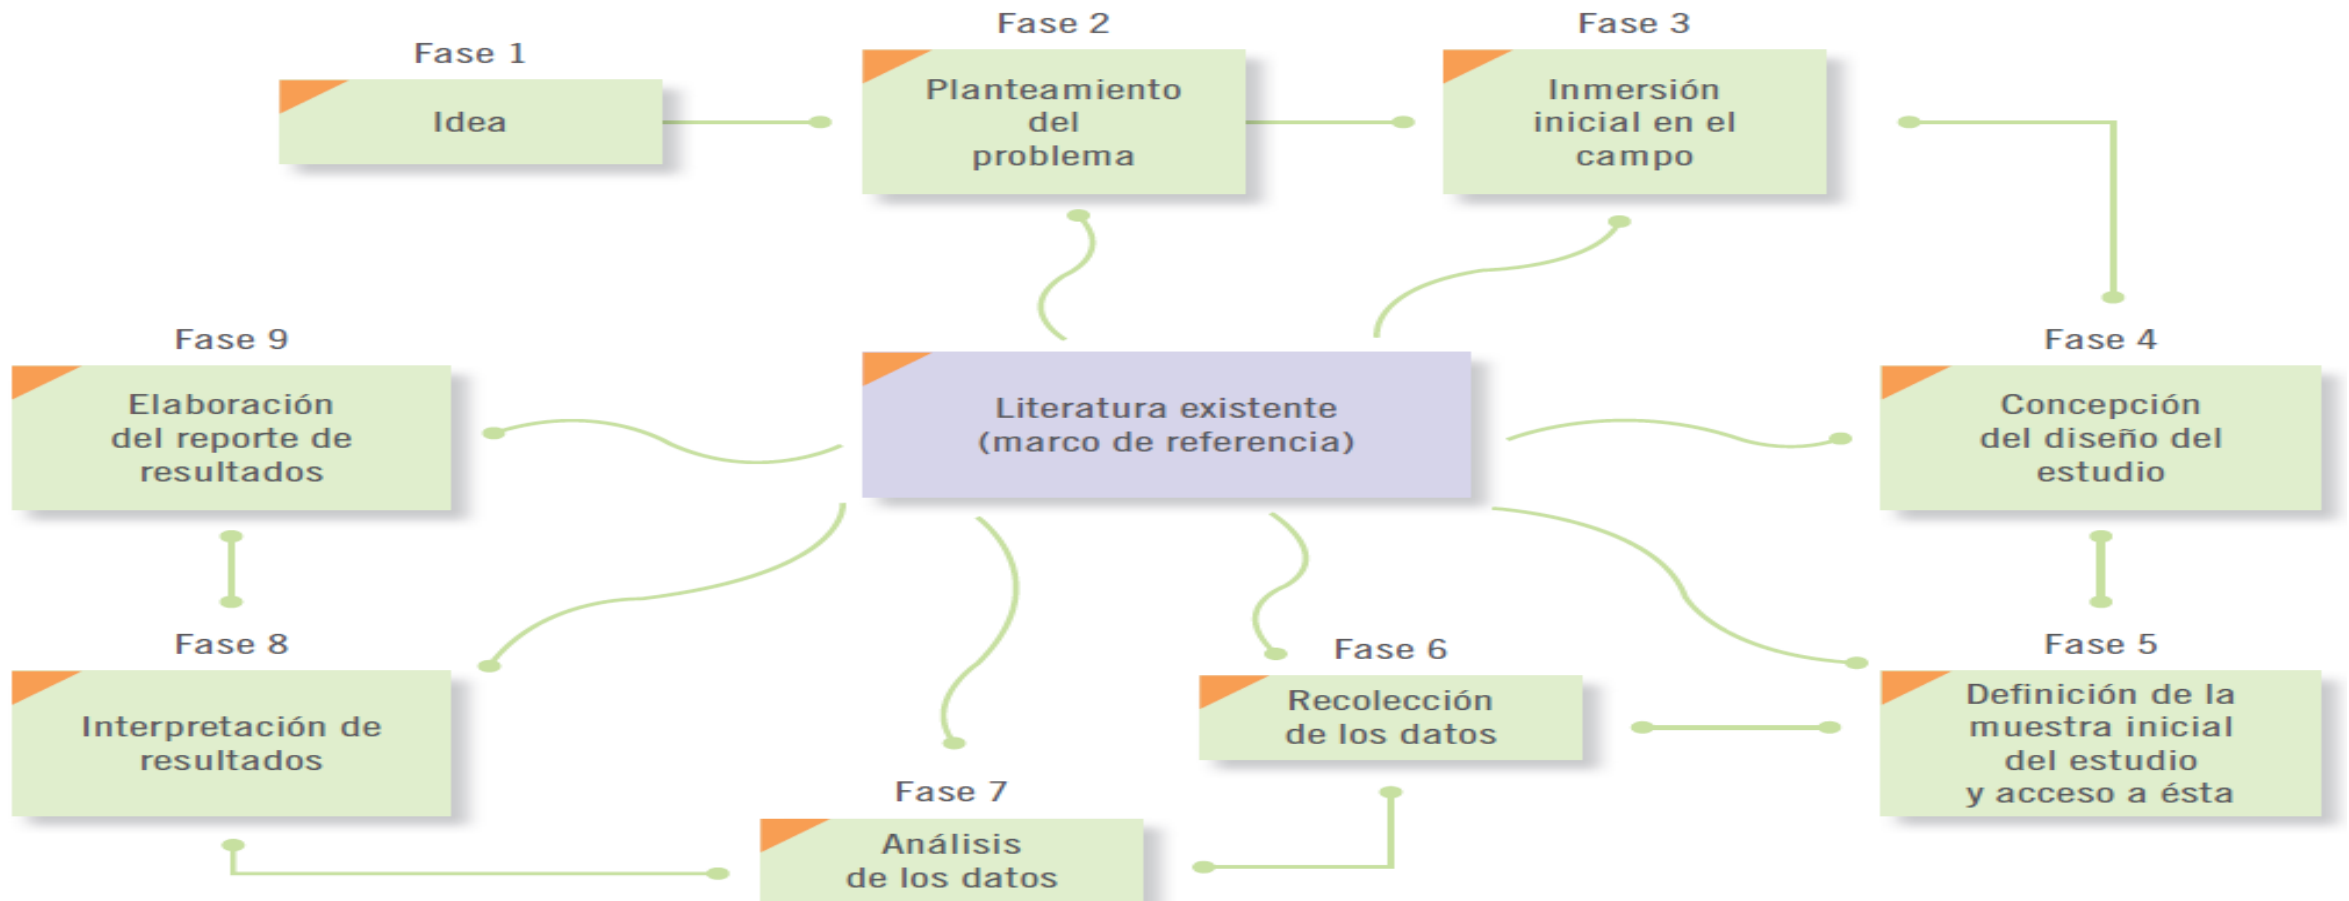 Fase 1
Idea
Fase 2
Planteamiento
del
problema
Fase 3
Inmersión
inicial en el
campo
Fase 4
Concepción
del diseño del
estudio
Fase 5
Definición de la
muestra inicial
del estudio
y acceso a ésta
Fase 6
Recolección
de los datos
Fase 7
Análisis
de los datos
Fase 8
Interpretación de
resultados
Fase 9
Elaboración
del reporte de
resultados
Literatura existente
(marco de referencia)